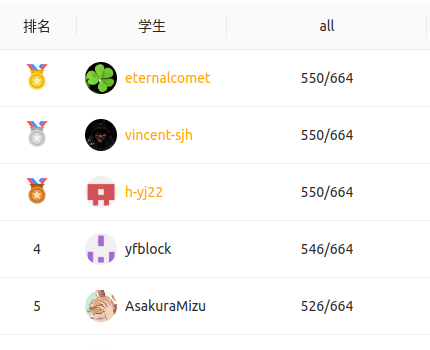 排名 学生 all
eternalcomet 550/664
vincent-sjh 550/664
h-yj22 550/664
4 yfblock 546/664
5 AsakuraMizu 526/664